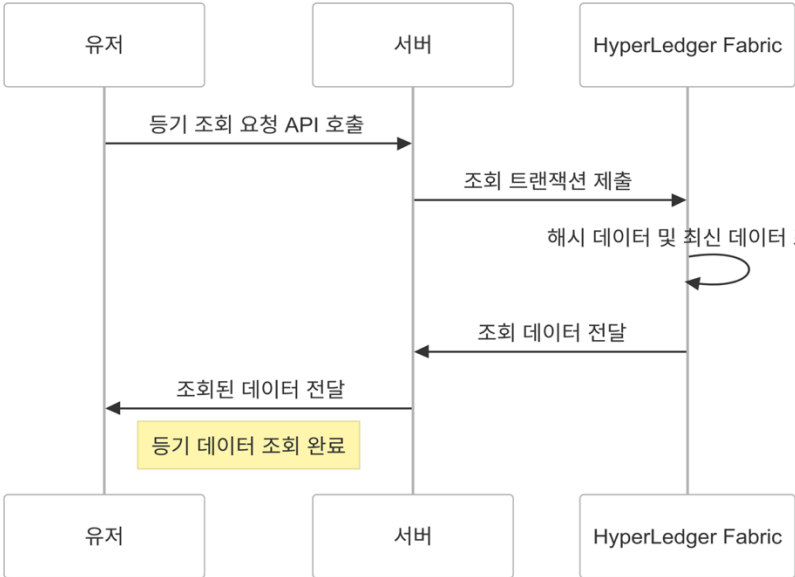 유저
서버
HyperLedger Fabric
등기 조회 요청 API 호출
조회 트랜잭션 제출
해시 데이터 및 최신 데이터
조회 데이터 전달
조회된 데이터 전달
등기 데이터 조회 완료
유저
서버
HyperLedger Fabric